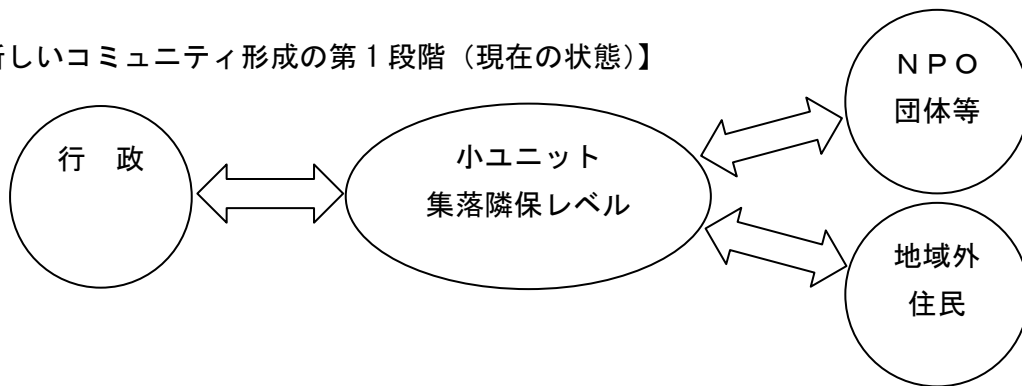 しいコミュニティ形成の第１段階（現在の状態）】
行　政
小ユニット
集落隣保レベル
ＮＰＯ
団体等
地域外
住民